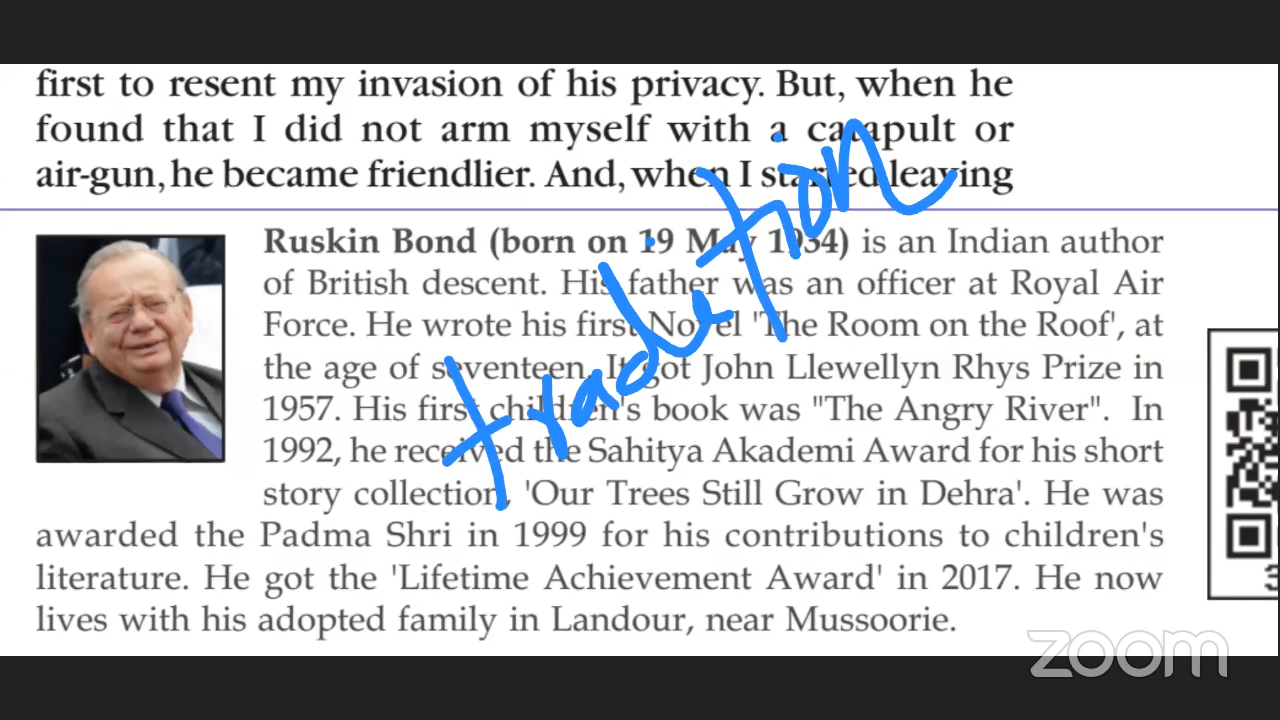 first to resent my invasion of his privacy. But, when he
found that I did not arm myself with a catapult or
air-gun, he became friendlier. And, when I started leaving
Ruskin Bond (born on 19 May 1934) is an Indian author
of British descent. His father was an officer at Royal Air
Force. He wrote his first Novel 'The Room on the Roof', at
the age of seventeen. It got John Llewellyn Rhys Prize in
1957. His first children's book was "The Angry River". In
1992, he received the Sahitya Akademi Award for his short
story collection, 'Our Trees Still Grow in Dehra'. He was
awarded the Padma Shri in 1999 for his contributions to children's
literature. He got the 'Lifetime Achievement Award' in 2017. He now
lives with his adopted family in Landour, near Mussoorie.
tradition
zoom